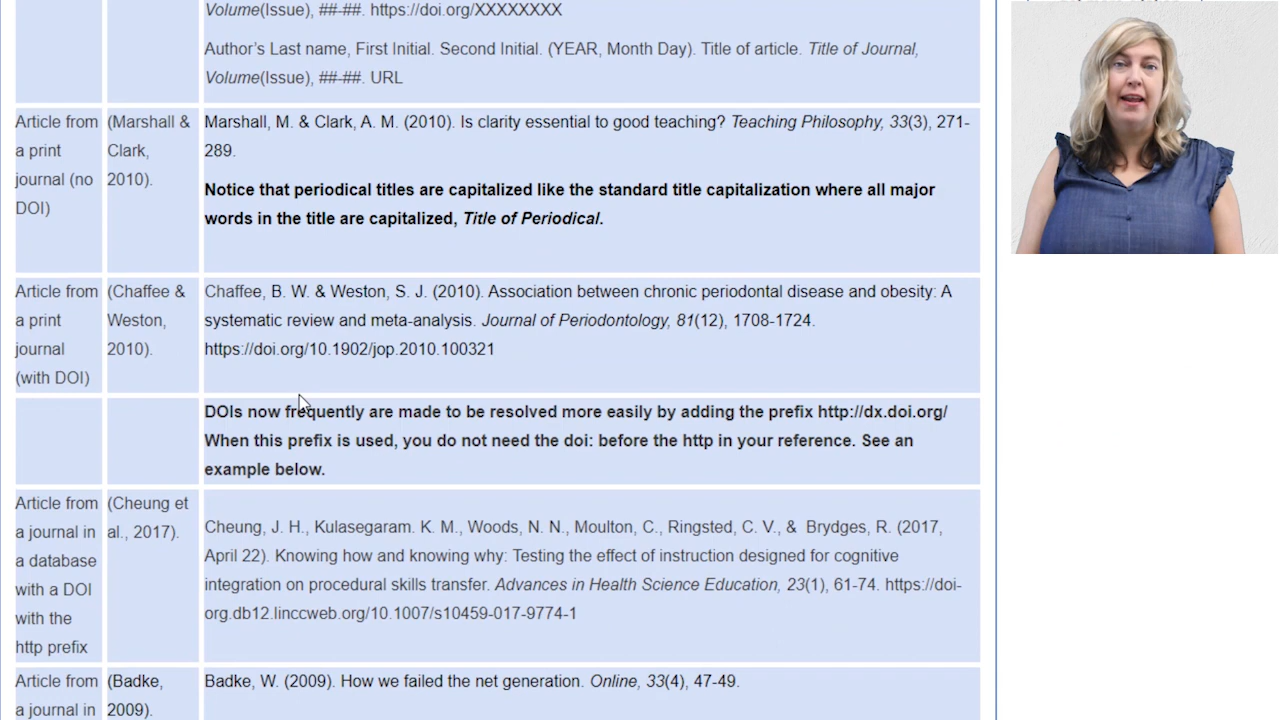 Volume(Issue), ##-##. https://doi.org/XXXXXXXX
Author’s Last name, First Initial. Second Initial. (YEAR, Month Day). Title of article. Title of Journal,
Volume(Issue), ##-##. URL
Article from
a print
journal (no
DOI)
(Marshall &
Clark,
2010).
Marshall, M. & Clark, A. M. (2010). Is clarity essential to good teaching? Teaching Philosophy, 33(3), 271-
289.
Notice that periodical titles are capitalized like the standard title capitalization where all major
words in the title are capitalized, Title of Periodical.
Article from
a print
journal
(with DOI)
(Chaffee &
Weston,
2010).
Chaffee, B. W. & Weston, S. J. (2010). Association between chronic periodontal disease and obesity: A
systematic review and meta-analysis. Journal of Periodontology, 81(12), 1708-1724.
https://doi.org/10.1902/jop.2010.100321
DOIs now frequently are made to be resolved more easily by adding the prefix http://dx.doi.org/
When this prefix is used, you do not need the doi: before the http in your reference. See an
example below.
Article from
a journal in
a database
with a DOI
with the
http prefix
(Cheung et
al., 2017).
Cheung, J. H., Kulasegaram. K. M., Woods, N. N., Moulton, C., Ringsted, C. V., & Brydges, R. (2017,
April 22). Knowing how and knowing why: Testing the effect of instruction designed for cognitive
integration on procedural skills transfer. Advances in Health Science Education, 23(1), 61-74. https://doi-
org.db12.linccweb.org/10.1007/s10459-017-9774-1
Article from
a journal in
(Badke,
2009).
Badke, W. (2009). How we failed the net generation. Online, 33(4), 47-49.